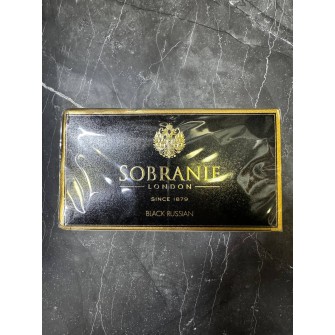 SOBRANIE
LONDON
SINCE 1879
BLACK RUSSIAN